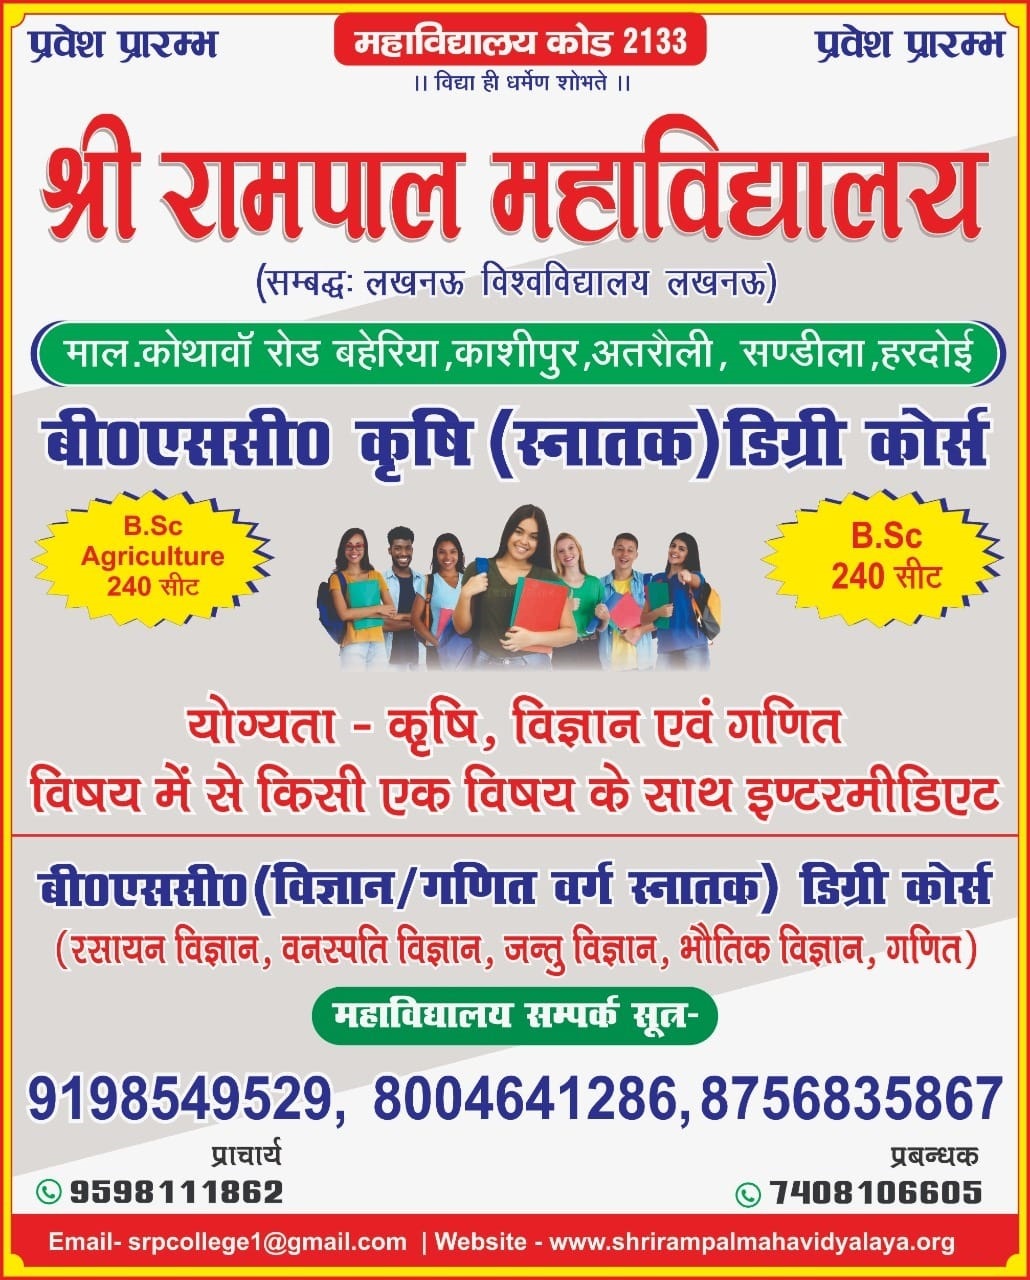 प्रवेश प्रारम्भ
महाविद्यालय कोड 2133
प्रवेश प्रारम्भ
।। विद्या ही धर्मेण शोभते ।।
श्री रामपाल महाविद्यालय
(सम्बद्धः लखनऊ विश्वविद्यालय लखनऊ)
माल.कोथावॉ रोड बहेरिया,काशीपुर,अतरौली, सण्डीला,हरदोई
बी0एससी0 कृषि (स्नातक) डिग्री कोर्स
B.Sc
Agriculture
240 सीट
B.Sc
240 सीट
योग्यता - कृषि, विज्ञान एवं गणित
विषय में से किसी एक विषय के साथ इण्टरमीडिएट
बी0एससी0 (विज्ञान/गणित वर्ग स्नातक) डिग्री कोर्स
(रसायन विज्ञान, वनस्पति विज्ञान, जन्तु विज्ञान, भौतिक विज्ञान, गणित)
महाविद्यालय सम्पर्क सूत्र-
9198549529, 8004641286, 8756835867
प्राचार्य
9598111862
प्रबन्धक
7408106605
Email- srpcollege1@gmail.com | Website - www.shrirampalmahavidyalaya.org